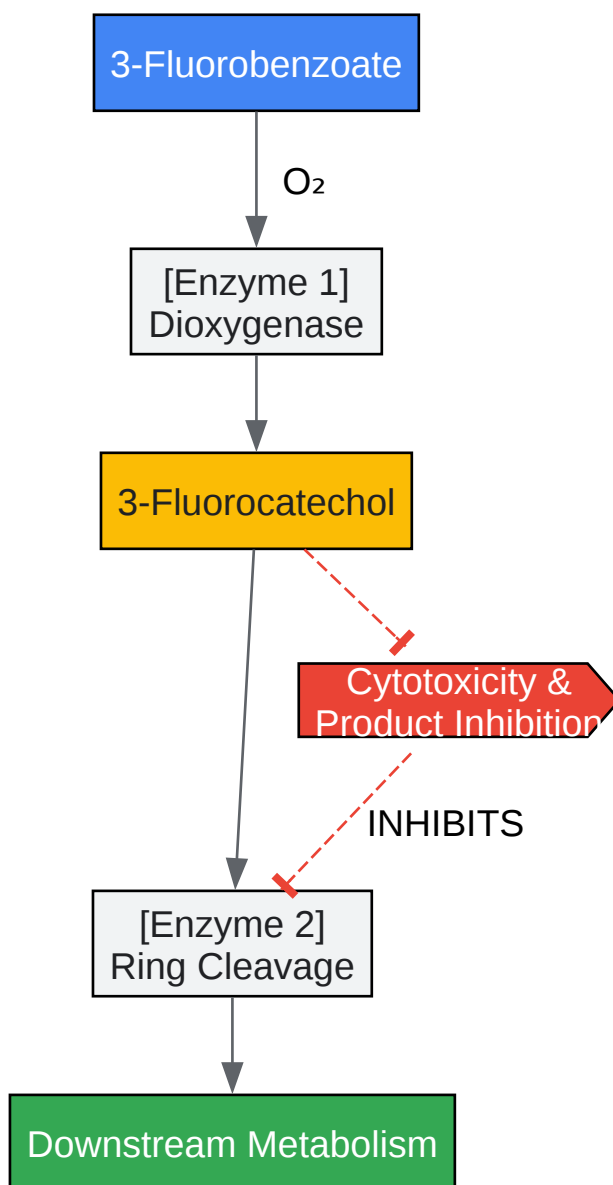 3-Fluorobenzoate
O₂
[Enzyme 1]
Dioxygenase
3-Fluorocatechol
Cytotoxicity &
Product Inhibition
INHIBITS
[Enzyme 2]
Ring Cleavage
Downstream Metabolism